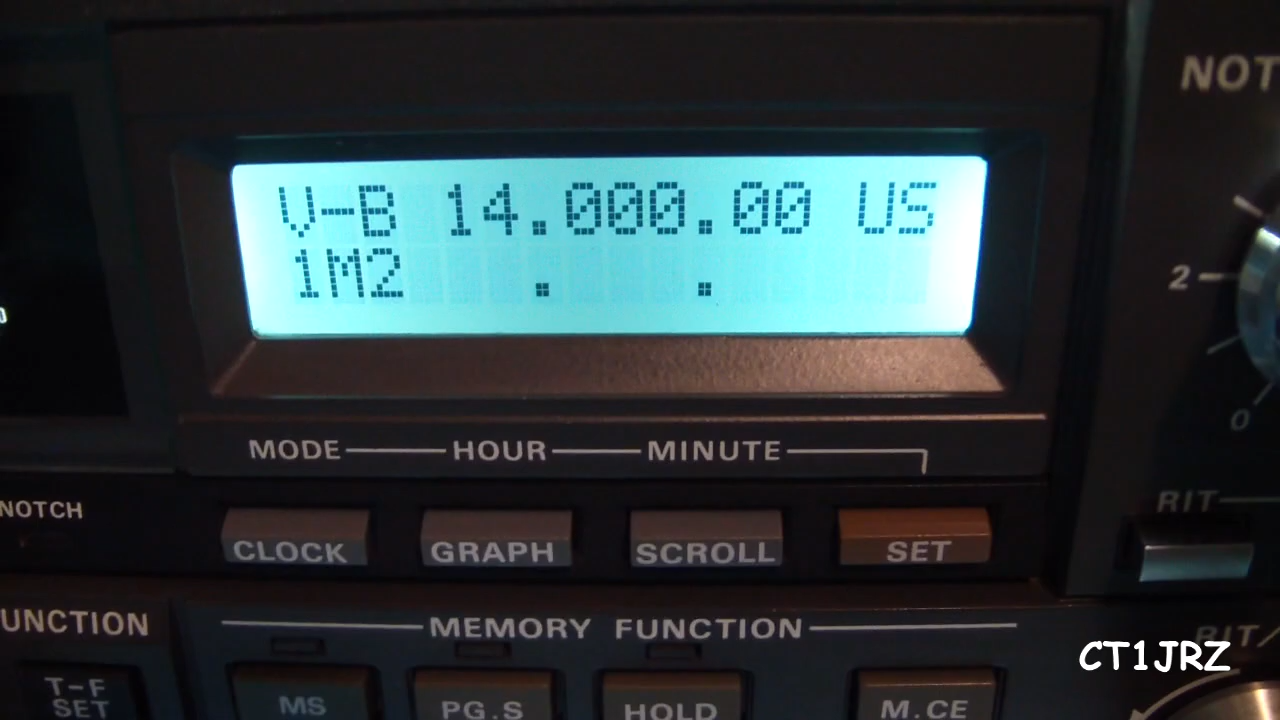 NOT
V-B 14.000.00 US
1M2 . .
2
0
MODE HOUR MINUTE
NOTCH
RIT
CLOCK GRAPH SCROLL SET
UNCTION
MEMORY FUNCTION
RIT/
CT1JRZ
T-F
SET
MS PG.S HOLD M.CE